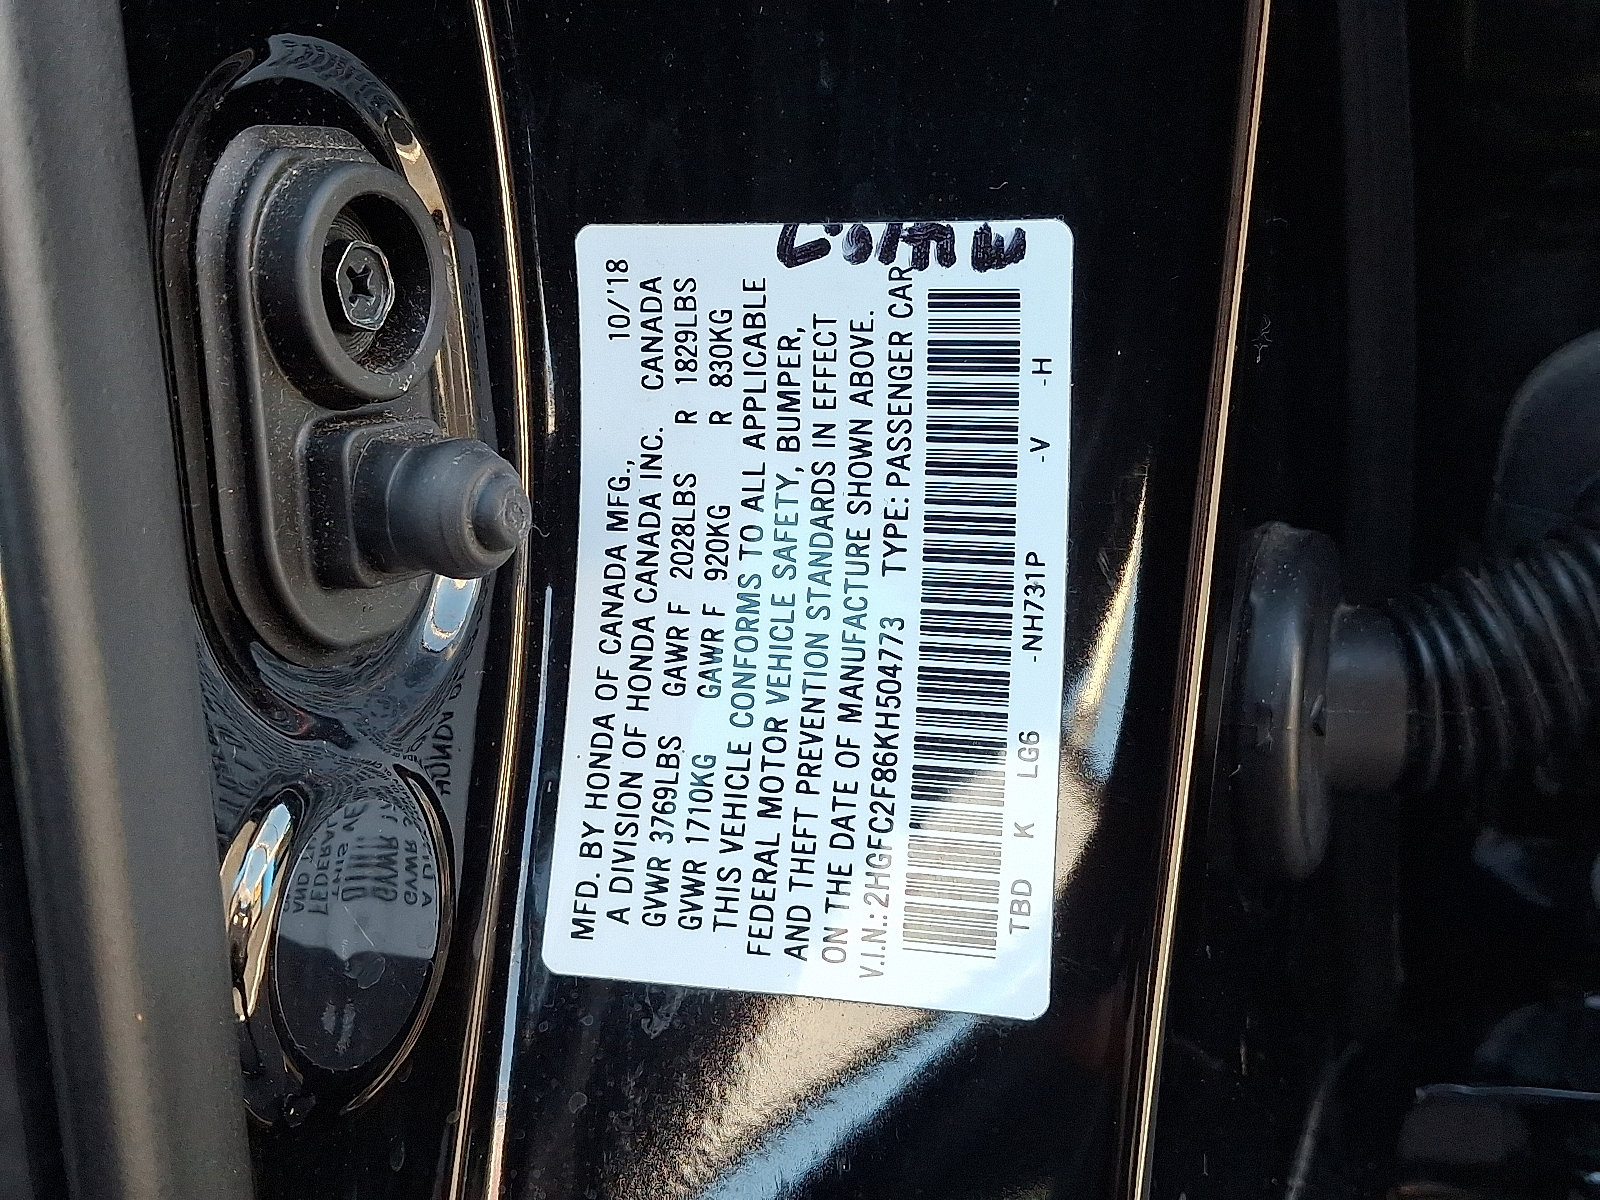 MFD. BY HONDA OF CANADA MFG., 10/'18
A DIVISION OF HONDA CANADA INC. CANADA
GVWR 3769LBS GAWR F 2028LBS R 1829LBS
GVWR 1710KG GAWR F 920KG R 830KG
THIS VEHICLE CONFORMS TO ALL APPLICABLE
FEDERAL MOTOR VEHICLE SAFETY, BUMPER,
AND THEFT PREVENTION STANDARDS IN EFFECT
ON THE DATE OF MANUFACTURE SHOWN ABOVE.
V.I.N.:2HGFC2F86KH504773 TYPE: PASSENGER CAR
TBD K LG6 -NH731P -V -H